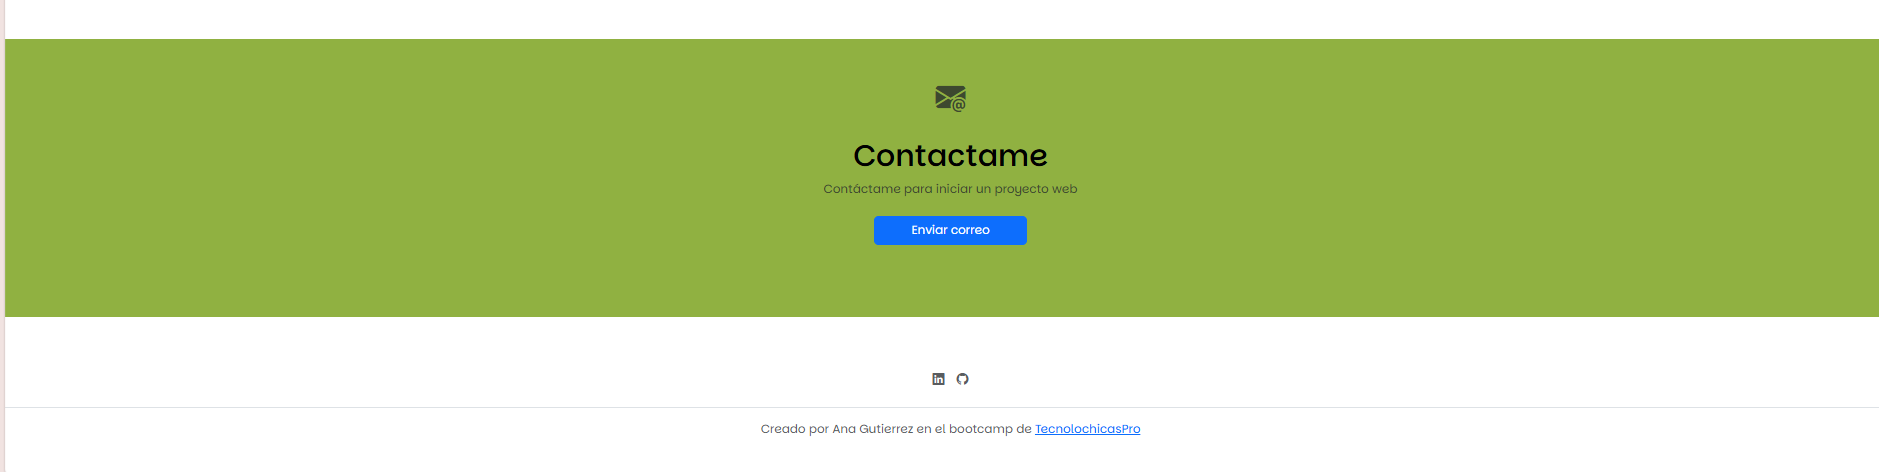 Contactame
Contáctame para iniciar un proyecto web
Enviar correo
Creado por Ana Gutierrez en el bootcamp de TecnolochicasPro